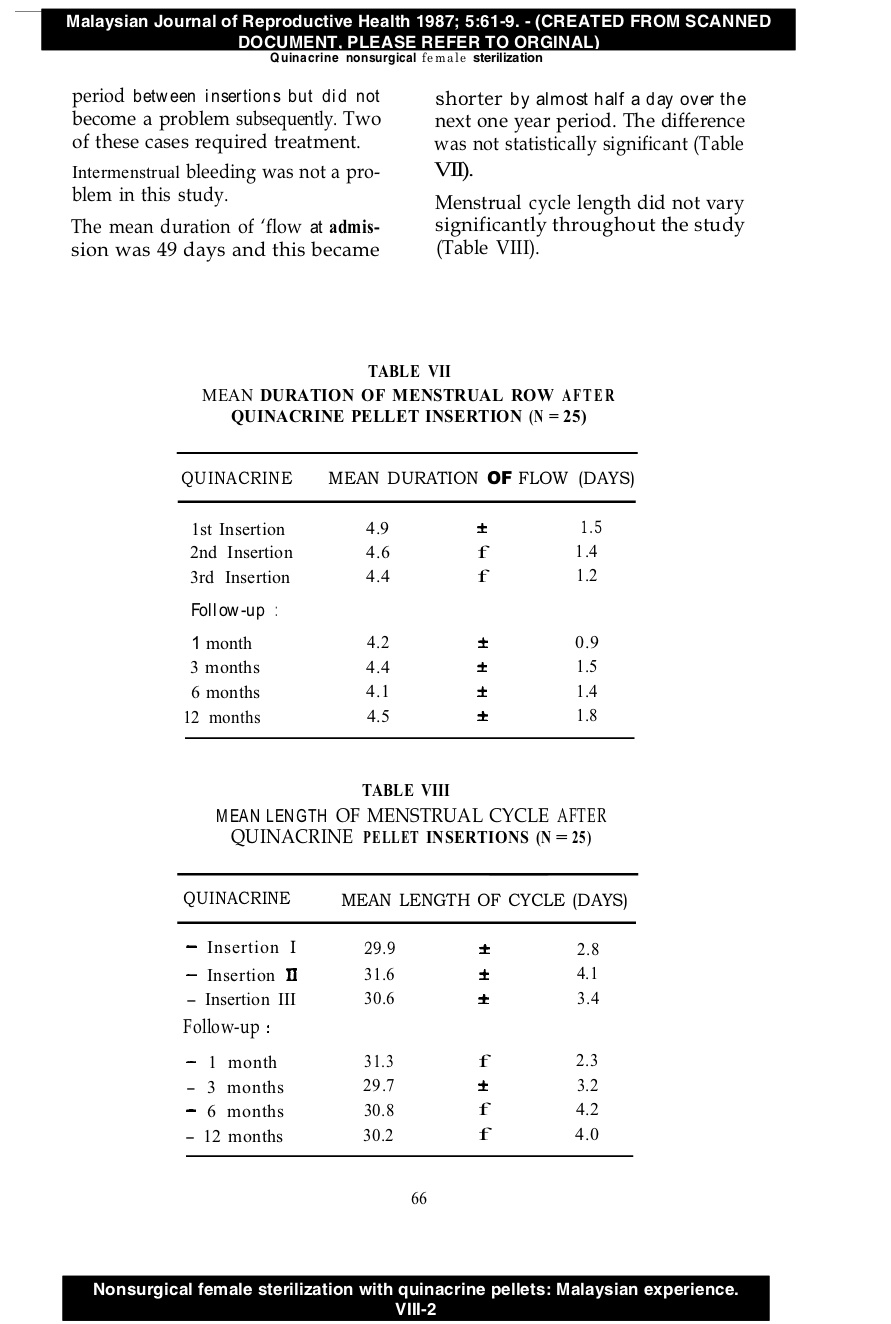 Malaysian Journal of Reproductive Health 1987; 5:61-9. - (CREATED FROM SCANNED
DOCUMENT, PLEASE REFER TO ORGINAL)
Quinacrine nonsurgical female sterilization
period between insertions but did not
become a problem subsequently. Two
of these cases required treatment.
Intermenstrual bleeding was not a pro-
blem in this study.
The mean duration of ‘flow at admis-
sion was 49 days and this became
shorter by almost half a day over the
next one year period. The difference
was not statistically significant (Table
VII).
Menstrual cycle length did not vary
significantly throughout the study
(Table VIII).
TABLE VII
MEAN DURATION OF MENSTRUAL ROW AFTER
QUINACRINE PELLET INSERTION (N = 25)
QUINACRINE MEAN DURATION OF FLOW (DAYS)
1st Insertion 4.9 ± 1.5
2nd Insertion 4.6 f 1.4
3rd Insertion 4.4 f 1.2
Follow-up :
1 month 4.2 ± 0.9
3 months 4.4 ± 1.5
6 months 4.1 ± 1.4
12 months 4.5 ± 1.8
TABLE VIII
MEAN LENGTH OF MENSTRUAL CYCLE AFTER
QUINACRINE PELLET INSERTIONS (N = 25)
QUINACRINE MEAN LENGTH OF CYCLE (DAYS)
– Insertion I 29.9 ± 2.8
– Insertion II 31.6 ± 4.1
– Insertion III 30.6 ± 3.4
Follow-up :
– 1 month 31.3 f 2.3
– 3 months 29.7 ± 3.2
– 6 months 30.8 f 4.2
– 12 months 30.2 f 4.0
66
Nonsurgical female sterilization with quinacrine pellets: Malaysian experience.
VIII-2